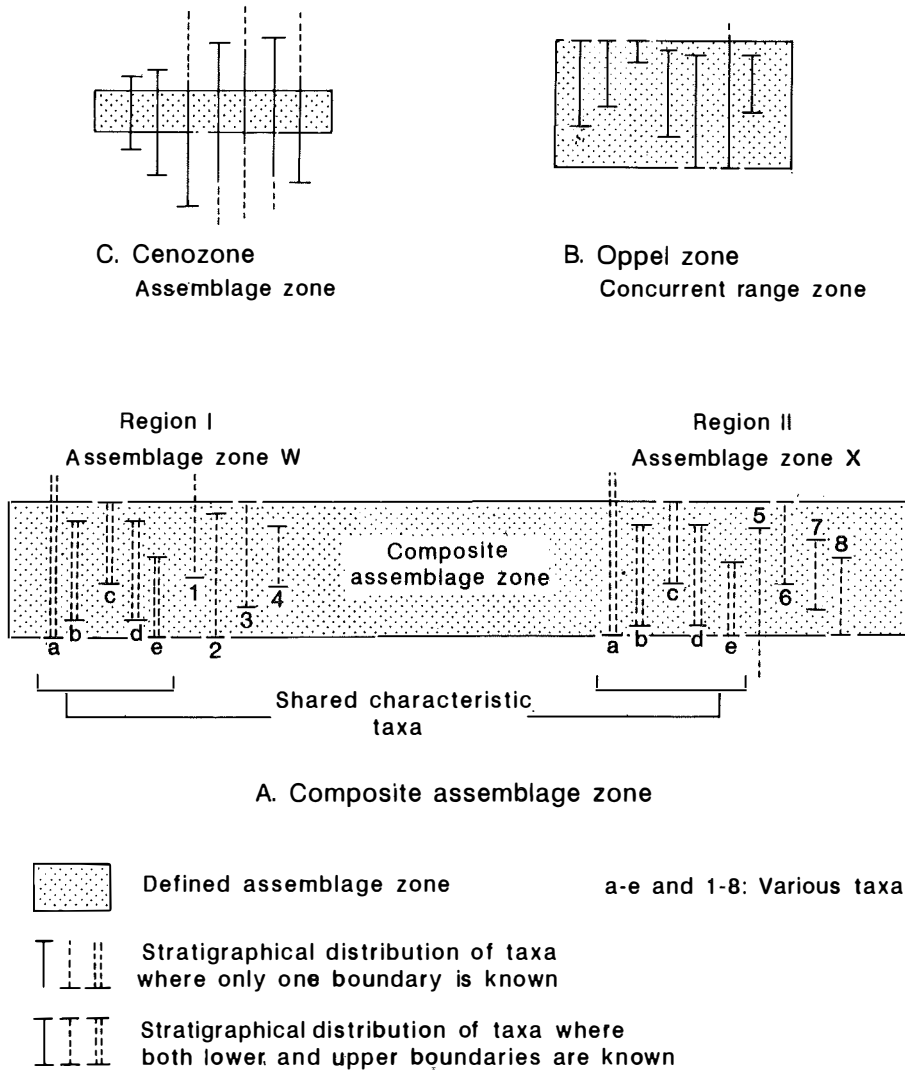 C. Cenozone
Assemblage zone
B. Oppel zone
Concurrent range zone
Region I
Assemblage zone W
Region II
Assemblage zone X
Composite
assemblage zone
a b c d e 1 2 3 4
a b c d e 5 6 7 8
Shared characteristic
taxa
A. Composite assemblage zone
Defined assemblage zone
a-e and 1-8: Various taxa
Stratigraphical distribution of taxa
where only one boundary is known
Stratigraphical distribution of taxa where
both lower and upper boundaries are known